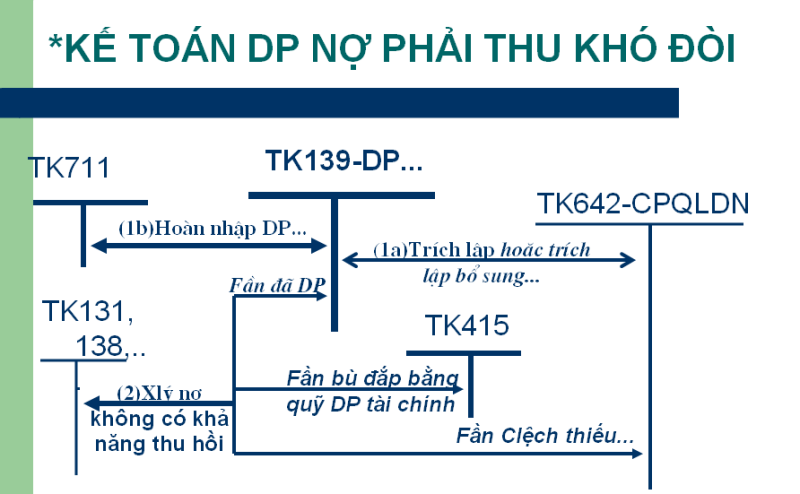 *KẾ TOÁN DP NỢ PHẢI THU KHÓ ĐÒI
TK711
TK139-DP...
TK642-CPQLDN
(1b)Hoàn nhập DP...
(1a)Trích lập hoặc trích
lập bổ sung...
Fần đã DP
TK131,
138,..
TK415
(2)Xlý nợ
không có khả
năng thu hồi
Fần bù đắp bằng
quỹ DP tài chính
Fần Clệch thiếu...